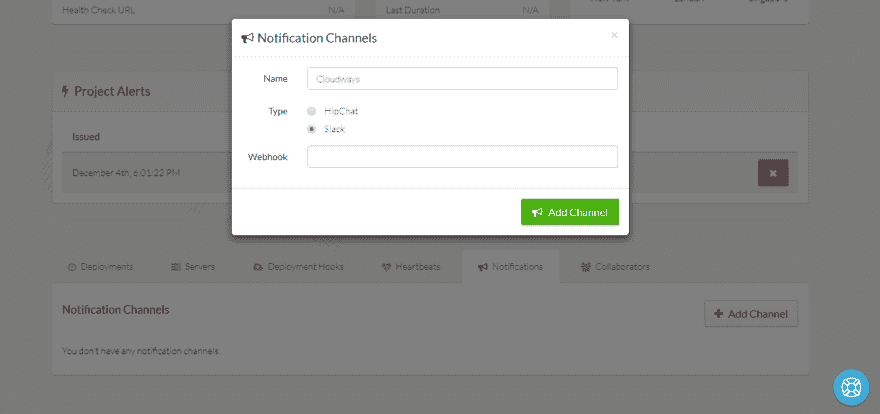 Health Check URL
N/A
Last Duration
N/A
Notification Channels
×
Name
Cloudways
Type
HipChat
Slack
Webhook
Add Channel
Project Alerts
Issued
December 4th, 6:01:22 PM
Deployments
Servers
Deployment Hooks
Heartbeats
Notifications
Collaborators
Notification Channels
Add Channel
You don't have any notification channels.